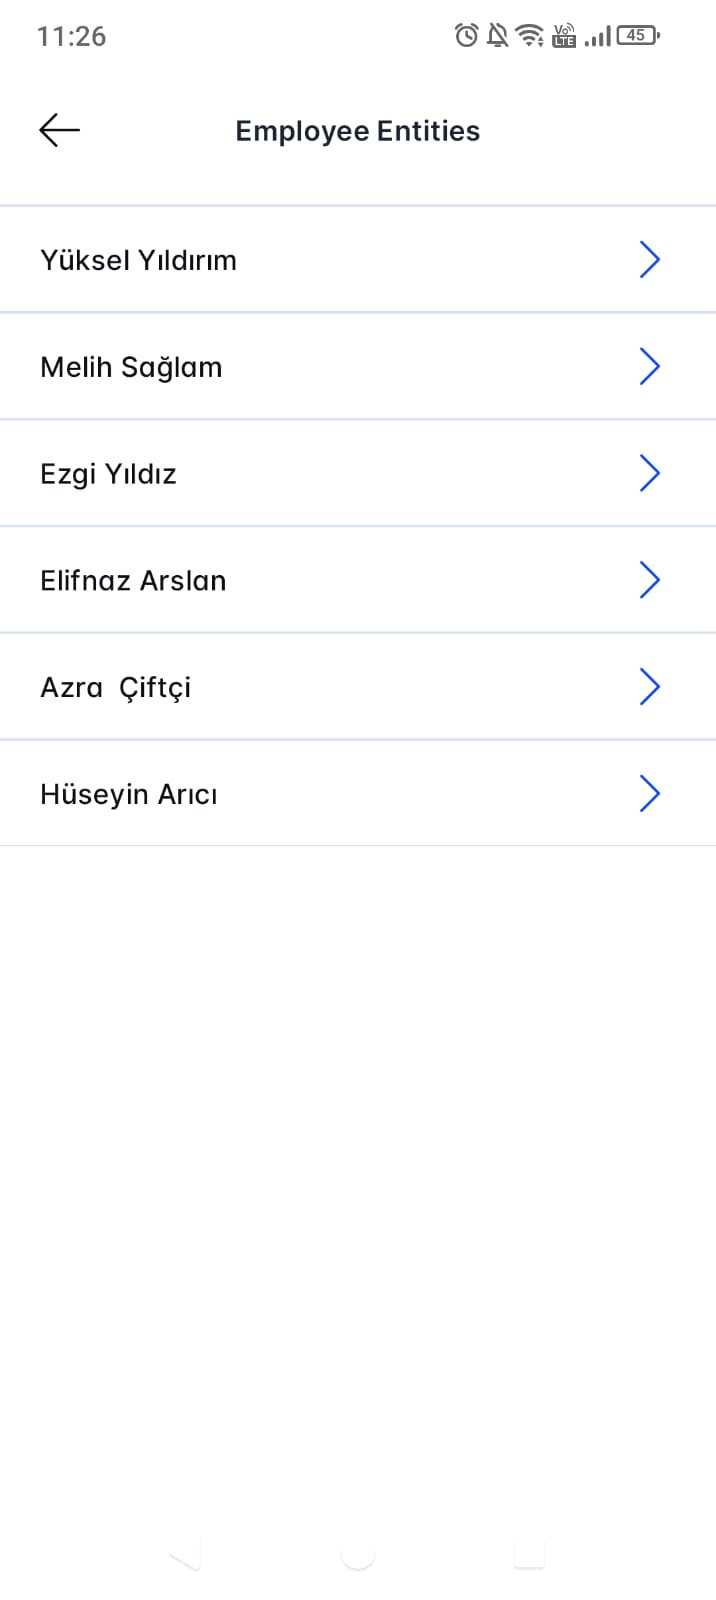 11:26
Vo)) LTE 45
Employee Entities
Yüksel Yıldırım
Melih Sağlam
Ezgi Yıldız
Elifnaz Arslan
Azra  Çiftçi
Hüseyin Arıcı